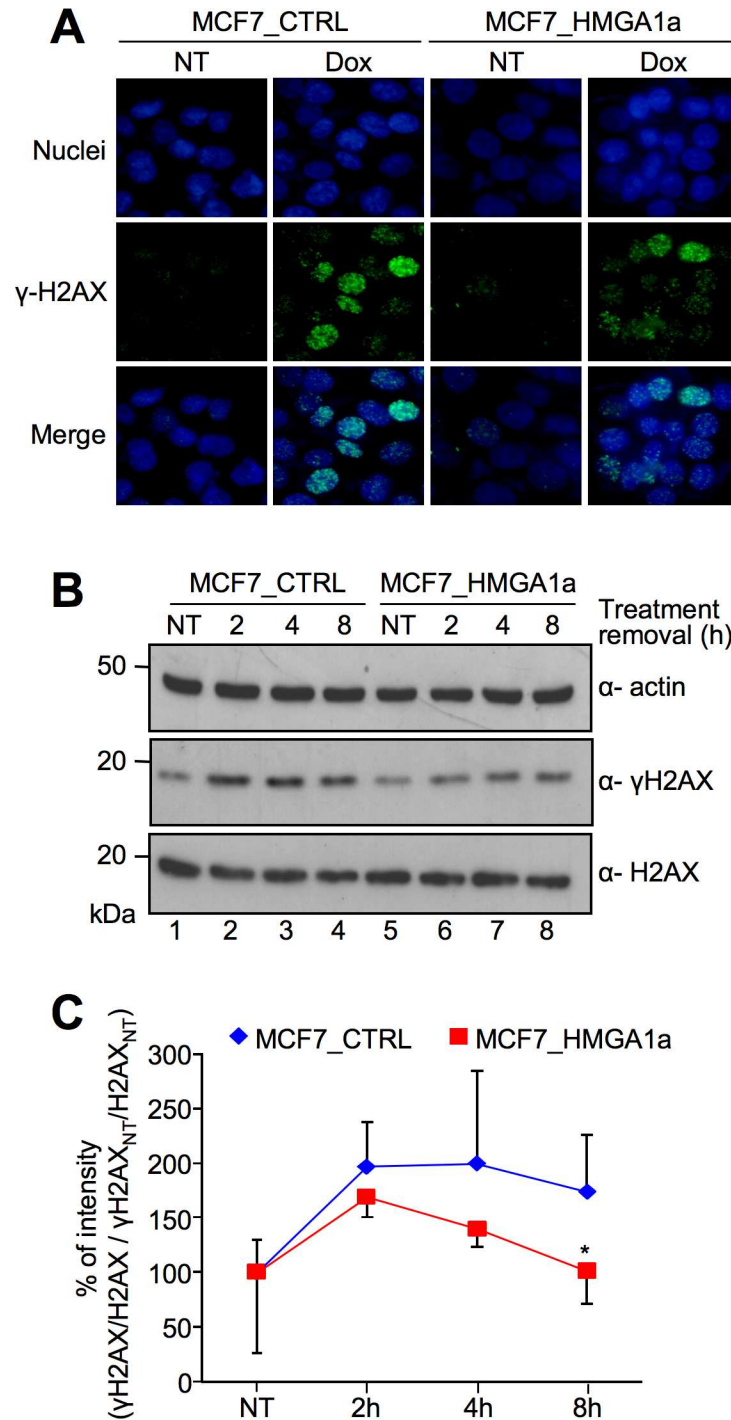 A
MCF7_CTRL MCF7_HMGA1a
NT Dox NT Dox
Nuclei
γ-H2AX
Merge
B
MCF7_CTRL MCF7_HMGA1a
Treatment
removal (h)
NT 2 4 8 NT 2 4 8
50
α- actin
20
α- γH2AX
20
α- H2AX
kDa
1 2 3 4 5 6 7 8
C
MCF7_CTRL MCF7_HMGA1a
% of intensity
(γH2AX/H2AX / γH2AXNT/H2AXNT)
300
250
200
150
100
50
0
*
NT 2h 4h 8h